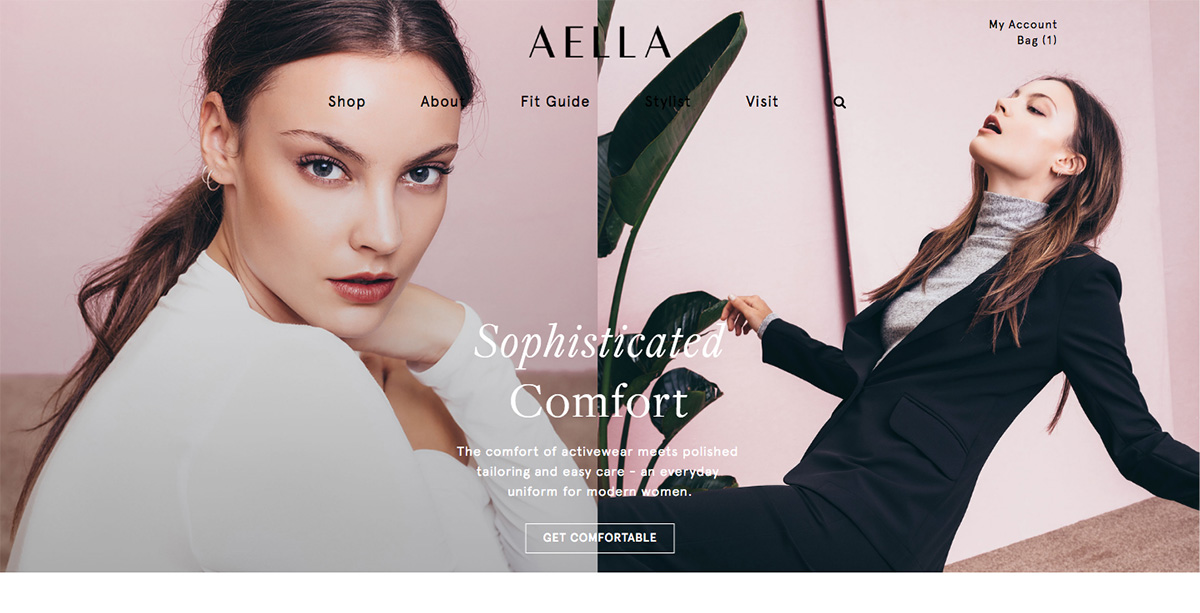 AELLA
My Account
Bag (1)
Shop About Fit Guide Stylist Visit
Sophisticated
Comfort
The comfort of activewear meets polished
tailoring and easy care - an everyday
uniform for modern women.
GET COMFORTABLE